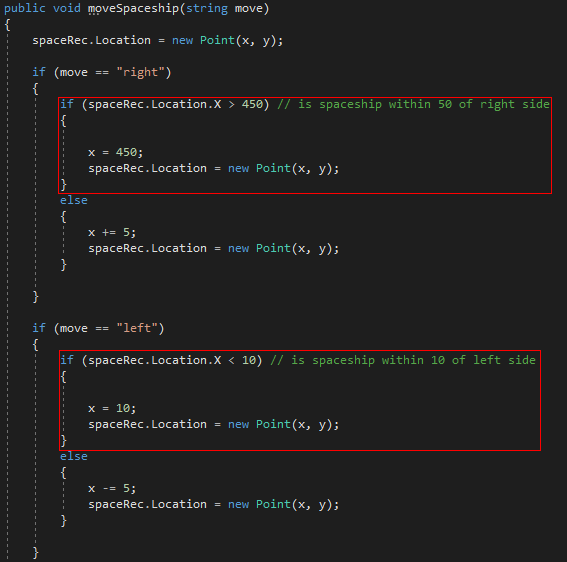 public void moveSpaceship(string move)
{
spaceRec.Location = new Point(x, y);
if (move == "right")
{
if (spaceRec.Location.X > 450) // is spaceship within 50 of right side
{
x = 450;
spaceRec.Location = new Point(x, y);
}
else
{
x += 5;
spaceRec.Location = new Point(x, y);
}
}
if (move == "left")
{
if (spaceRec.Location.X < 10) // is spaceship within 10 of left side
{
x = 10;
spaceRec.Location = new Point(x, y);
}
else
{
x -= 5;
spaceRec.Location = new Point(x, y);
}
}